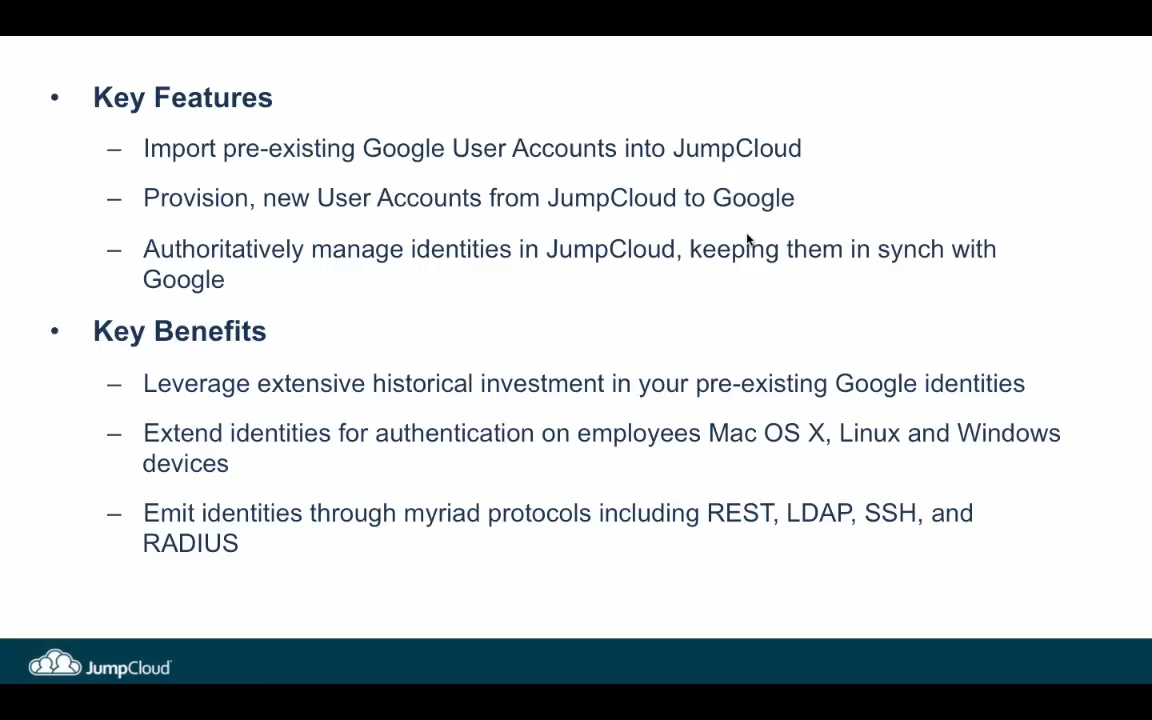 • Key Features
– Import pre-existing Google User Accounts into JumpCloud
– Provision, new User Accounts from JumpCloud to Google
– Authoritatively manage identities in JumpCloud, keeping them in synch with
Google
• Key Benefits
– Leverage extensive historical investment in your pre-existing Google identities
– Extend identities for authentication on employees Mac OS X, Linux and Windows
devices
– Emit identities through myriad protocols including REST, LDAP, SSH, and
RADIUS
JumpCloud